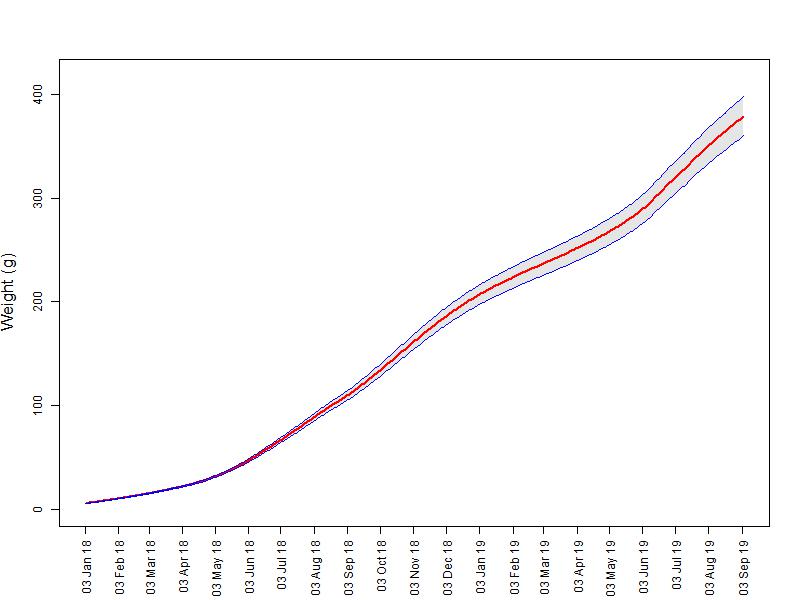 Weight (g)
400
300
200
100
0
03 Jan 18
03 Feb 18
03 Mar 18
03 Apr 18
03 May 18
03 Jun 18
03 Jul 18
03 Aug 18
03 Sep 18
03 Oct 18
03 Nov 18
03 Dec 18
03 Jan 19
03 Feb 19
03 Mar 19
03 Apr 19
03 May 19
03 Jun 19
03 Jul 19
03 Aug 19
03 Sep 19